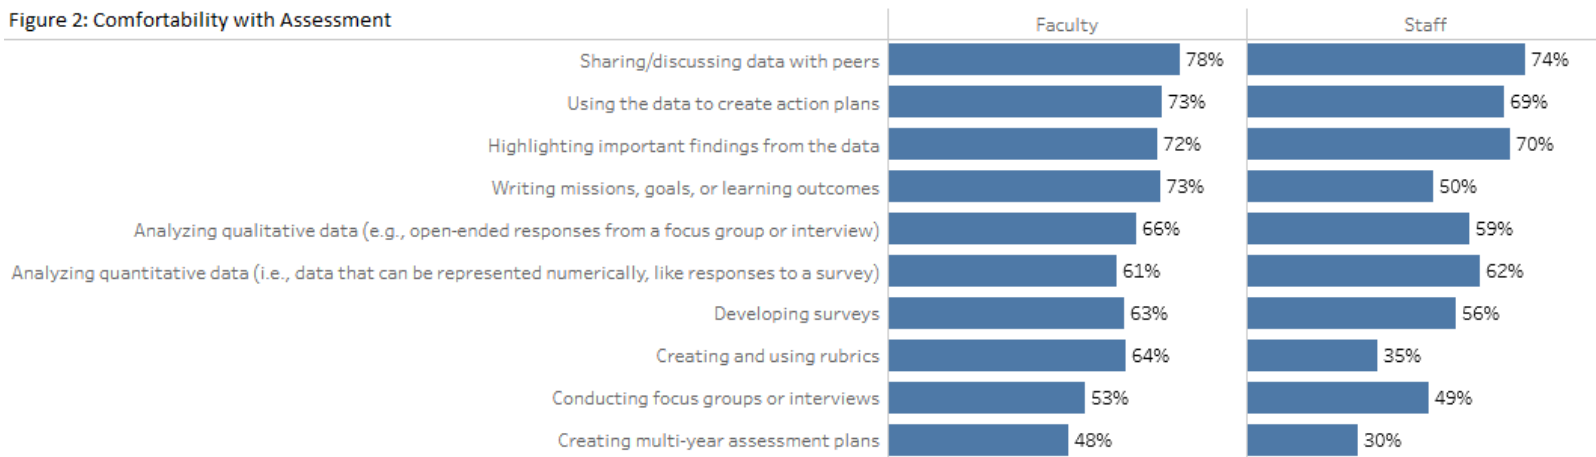 Figure 2: Comfortability with Assessment
Faculty Staff
Sharing/discussing data with peers 78% 74%
Using the data to create action plans 73% 69%
Highlighting important findings from the data 72% 70%
Writing missions, goals, or learning outcomes 73% 50%
Analyzing qualitative data (e.g., open-ended responses from a focus group or interview) 66% 59%
Analyzing quantitative data (i.e., data that can be represented numerically, like responses to a survey) 61% 62%
Developing surveys 63% 56%
Creating and using rubrics 64% 35%
Conducting focus groups or interviews 53% 49%
Creating multi-year assessment plans 48% 30%